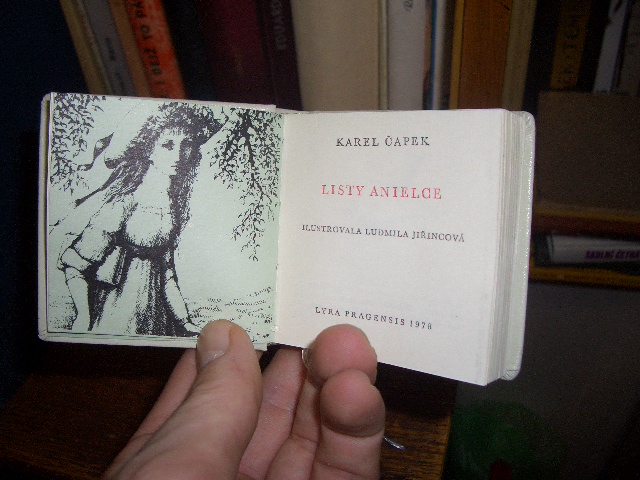 KAREL ČAPEK
LISTY ANIELCE
ILUSTROVALA LUDMILA JIŘINCOVÁ
LYRA PRAGENSIS 1978